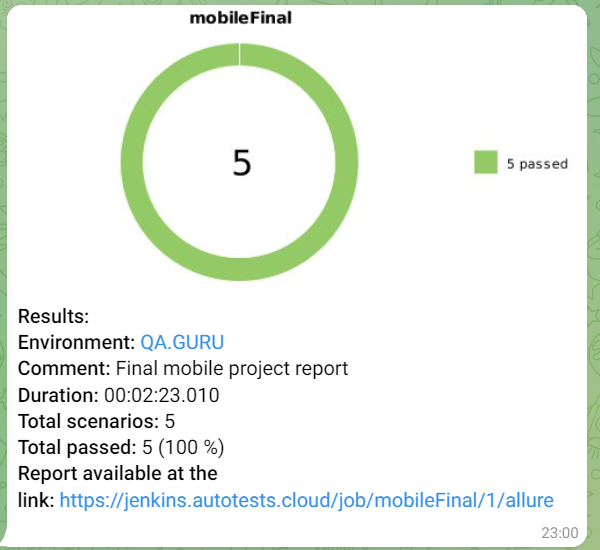 mobileFinal
5
5 passed
Results:
Environment: QA.GURU
Comment: Final mobile project report
Duration: 00:02:23.010
Total scenarios: 5
Total passed: 5 (100 %)
Report available at the
link: https://jenkins.autotests.cloud/job/mobileFinal/1/allure
23:00